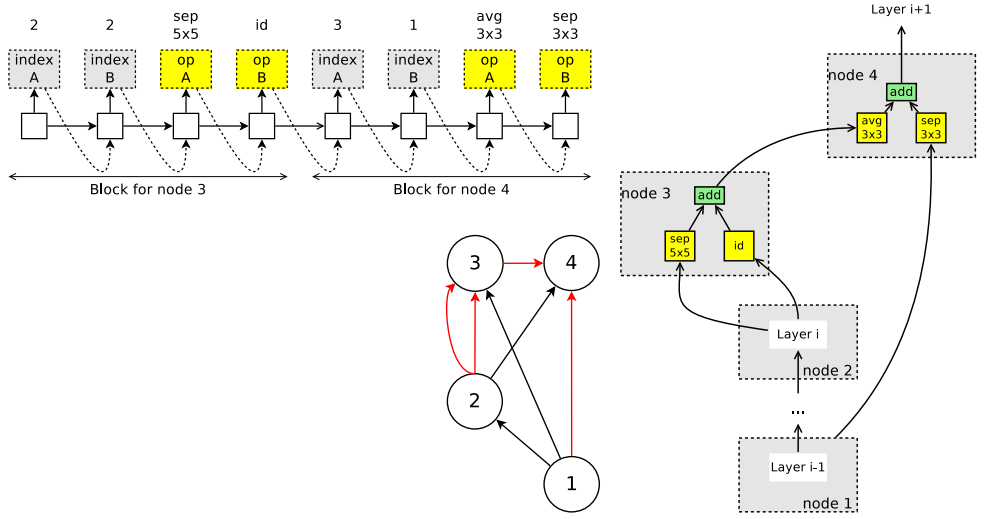 2 2 sep id 3 1 avg sep
5x5 3x3 3x3
index index op op index index op op
A B A B A B A B
Block for node 3 Block for node 4
3 4
2
1
Layer i+1
node 4
add
avg sep
3x3 3x3
node 3
add
sep id
5x5
Layer i
node 2
...
Layer i-1
node 1